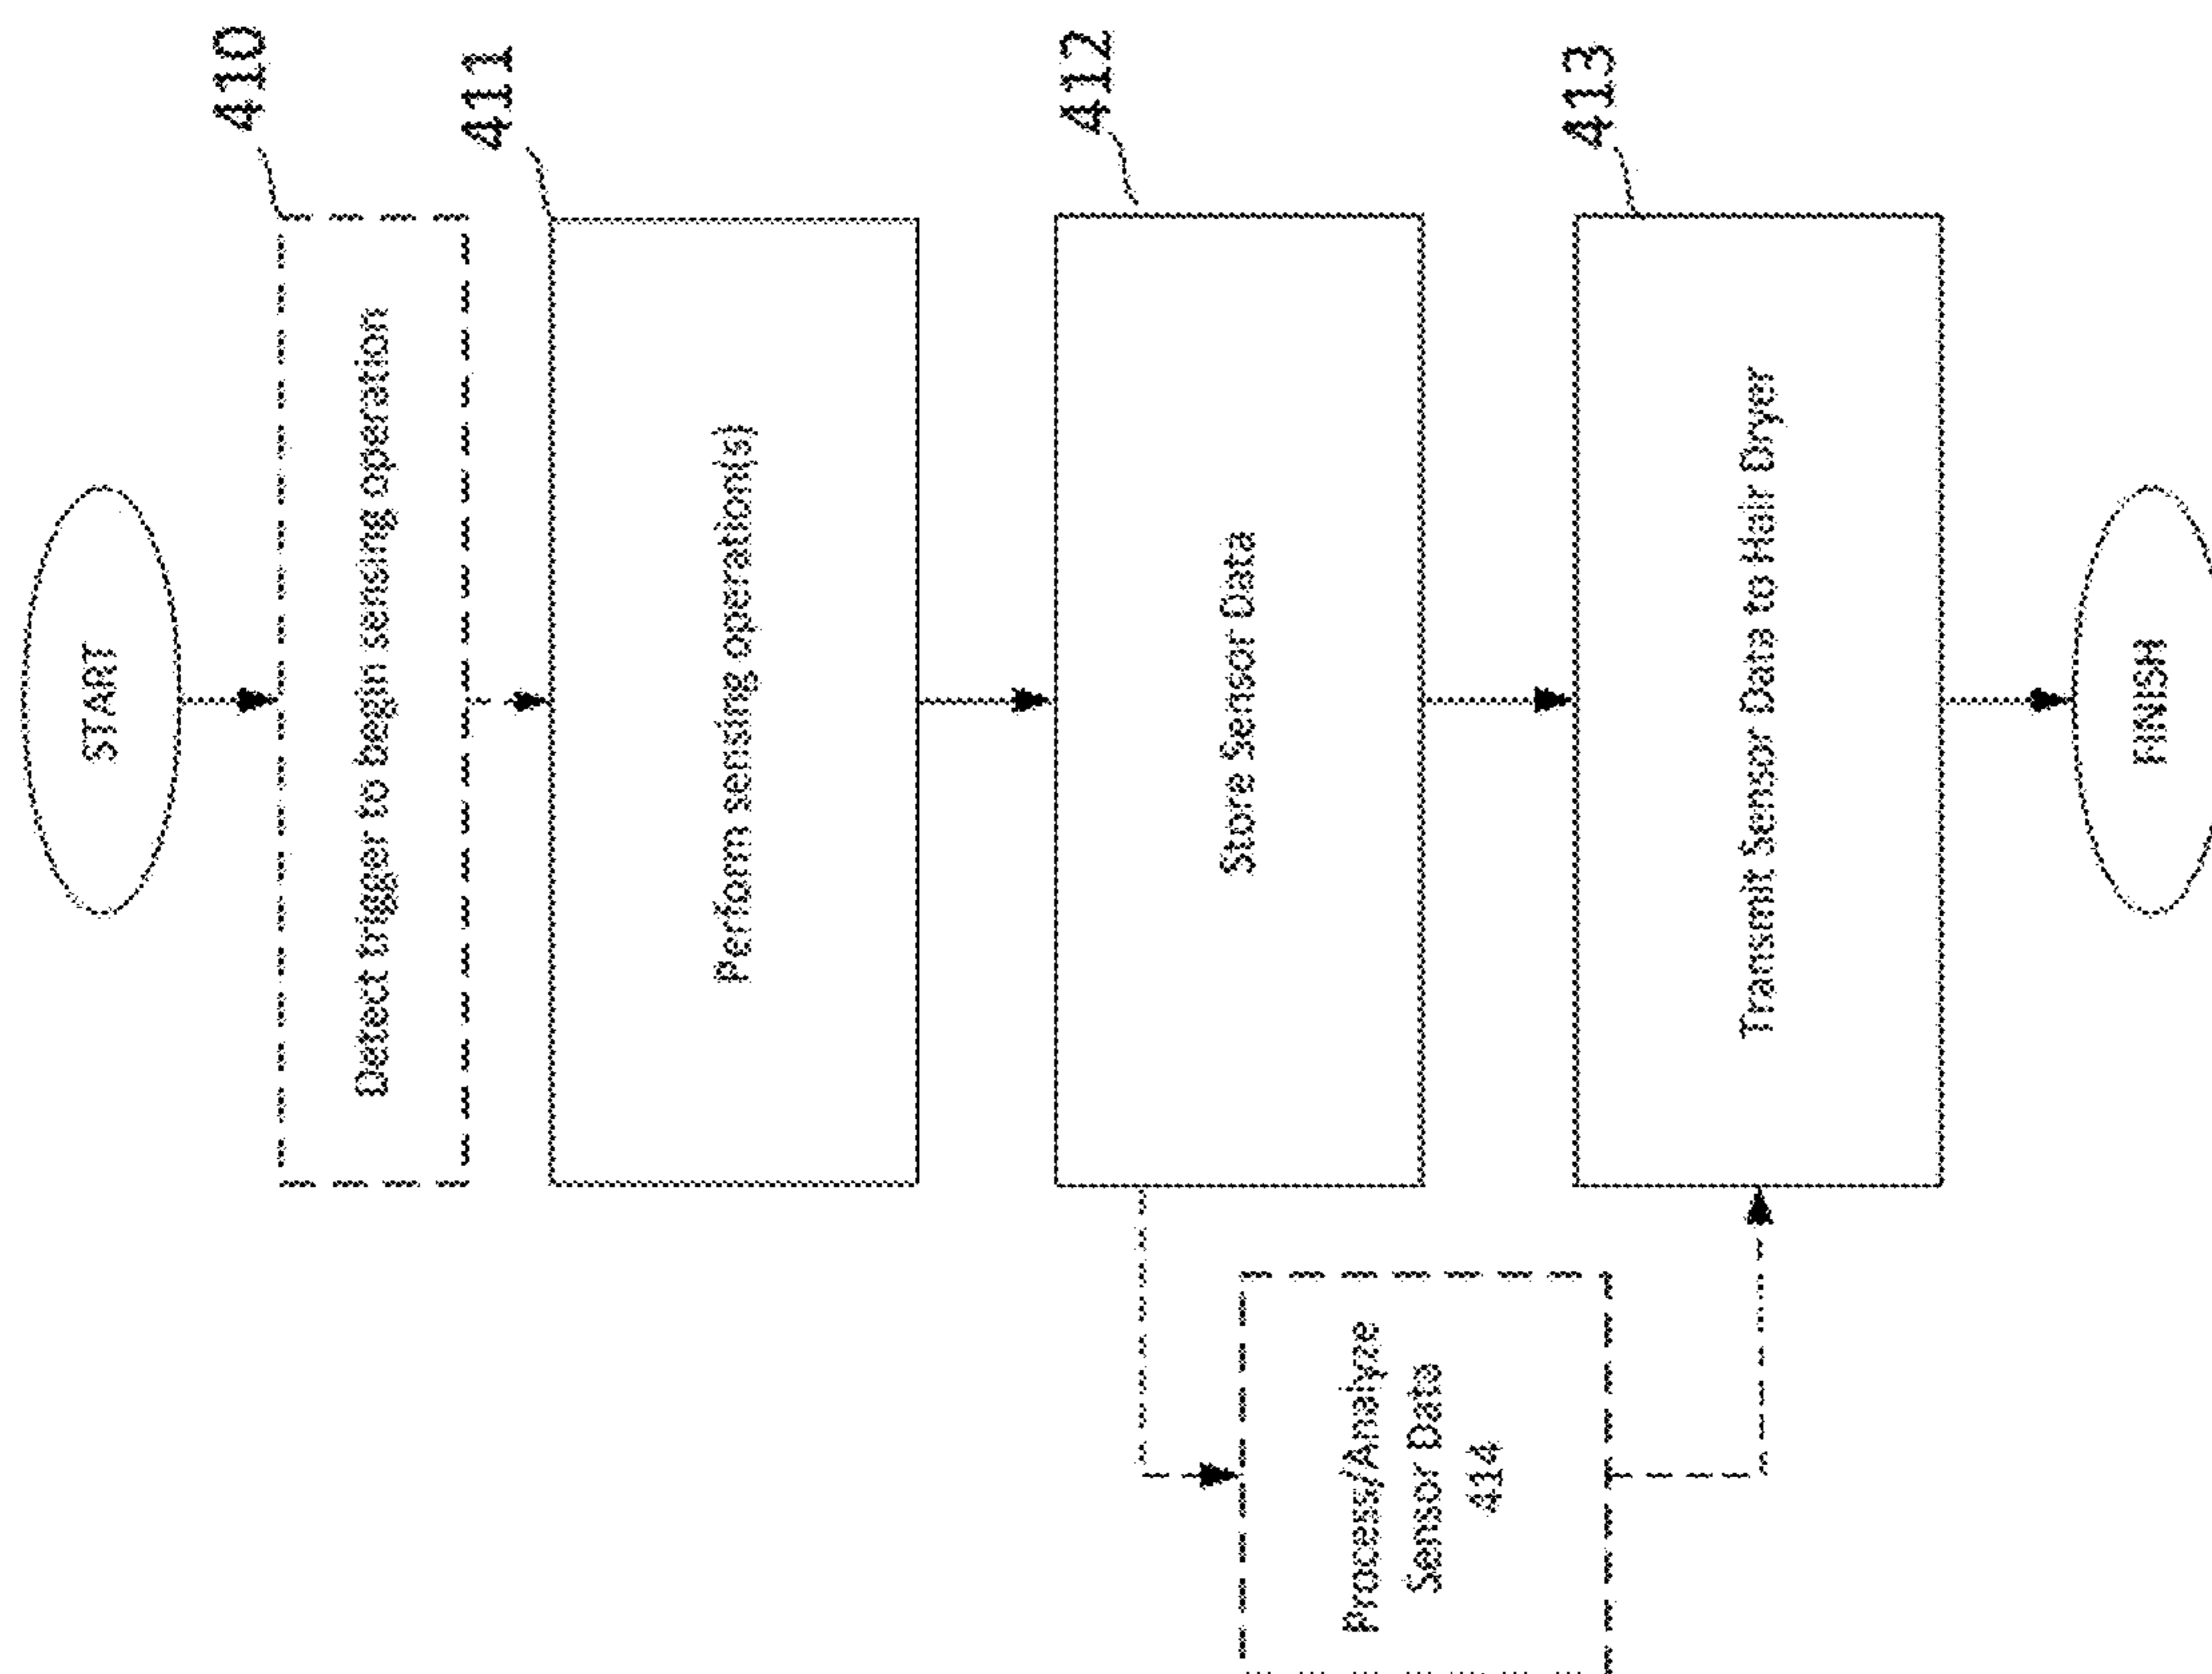 START
410
Detect trigger to begin sensing operation
411
Perform sensing operation(s)
412
Store Sensor Data
Process/Analyze
Sensor Data
414
413
Transmit Sensor Data to Hair Dryer
FINISH